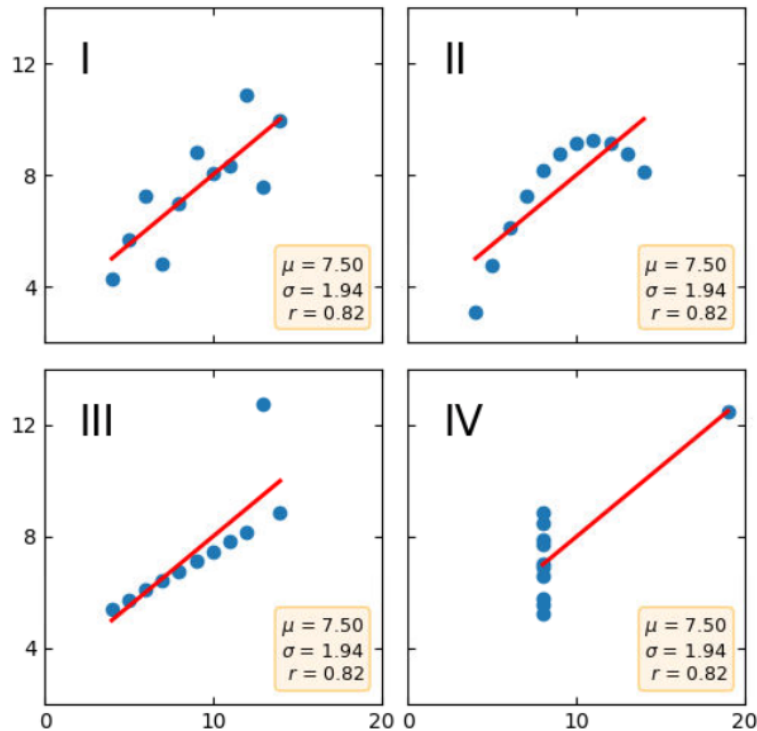 I
II
12
8
4
μ = 7.50
σ = 1.94
r = 0.82
μ = 7.50
σ = 1.94
r = 0.82
III
IV
12
8
4
μ = 7.50
σ = 1.94
r = 0.82
μ = 7.50
σ = 1.94
r = 0.82
0
10
20
0
10
20